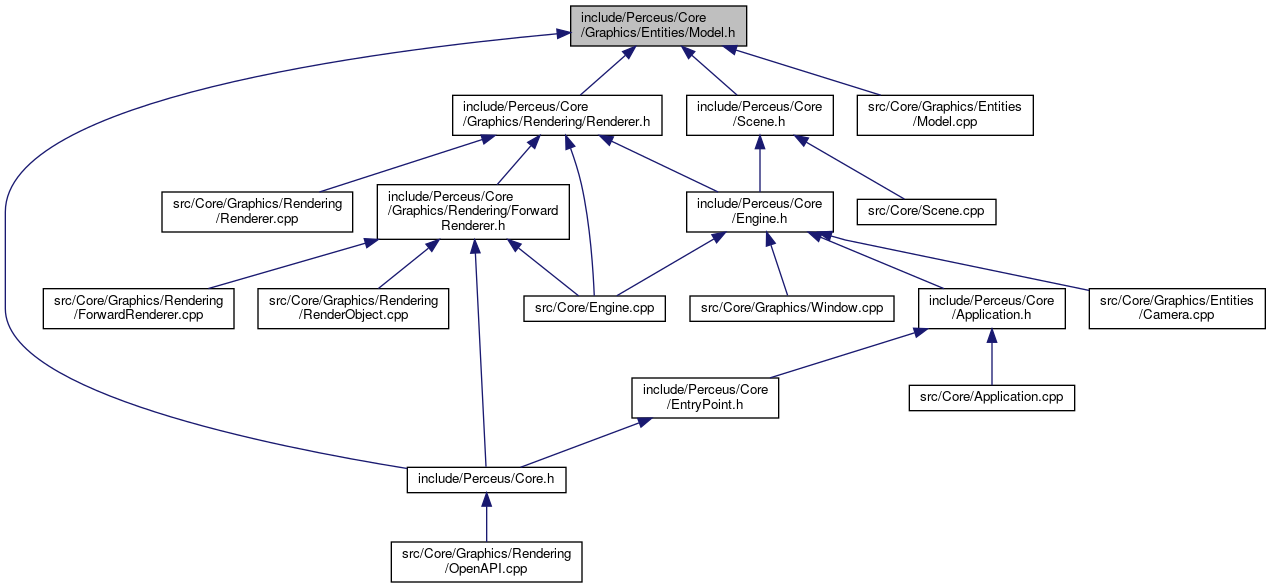 include/Perceus/Core
/Graphics/Entities/Model.h
include/Perceus/Core
/Graphics/Rendering/Renderer.h
include/Perceus/Core
/Scene.h
src/Core/Graphics/Entities
/Model.cpp
src/Core/Graphics/Rendering
/Renderer.cpp
include/Perceus/Core
/Graphics/Rendering/Forward
Renderer.h
include/Perceus/Core
/Engine.h
src/Core/Scene.cpp
src/Core/Graphics/Rendering
/ForwardRenderer.cpp
src/Core/Graphics/Rendering
/RenderObject.cpp
src/Core/Engine.cpp
src/Core/Graphics/Window.cpp
include/Perceus/Core
/Application.h
src/Core/Graphics/Entities
/Camera.cpp
include/Perceus/Core
/EntryPoint.h
src/Core/Application.cpp
include/Perceus/Core.h
src/Core/Graphics/Rendering
/OpenAPI.cpp